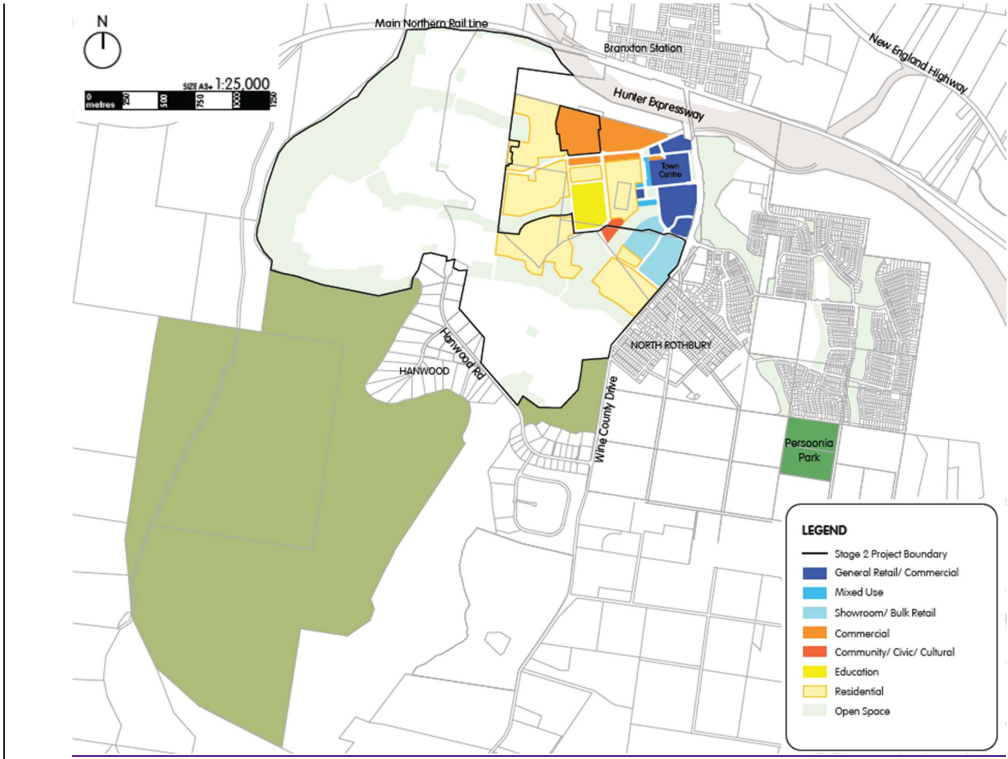 N
SIZE A3+ 1:25,000
0
metres
250
500
750
1000
1250
Main Northern Rail Line
Branxton Station
New England Highway
Hunter Expressway
Town
Centre
NORTH ROTHBURY
Hanwood Rd
HANWOOD
Wine County Drive
Persoonia
Park
LEGEND
Stage 2 Project Boundary
General Retail/ Commercial
Mixed Use
Showroom/ Bulk Retail
Commercial
Community/ Civic/ Cultural
Education
Residential
Open Space